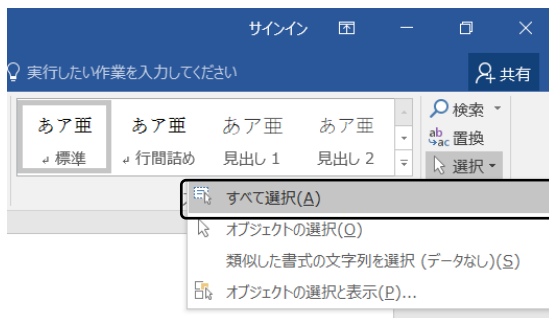 サインイン
実行したい作業を入力してください
共有
あア亜 あア亜 あア亜 あア亜
標準 行間詰め 見出し 1 見出し 2
検索
置換
選択
すべて選択(A)
オブジェクトの選択(O)
類似した書式の文字列を選択 (データなし)(S)
オブジェクトの選択と表示(P)...